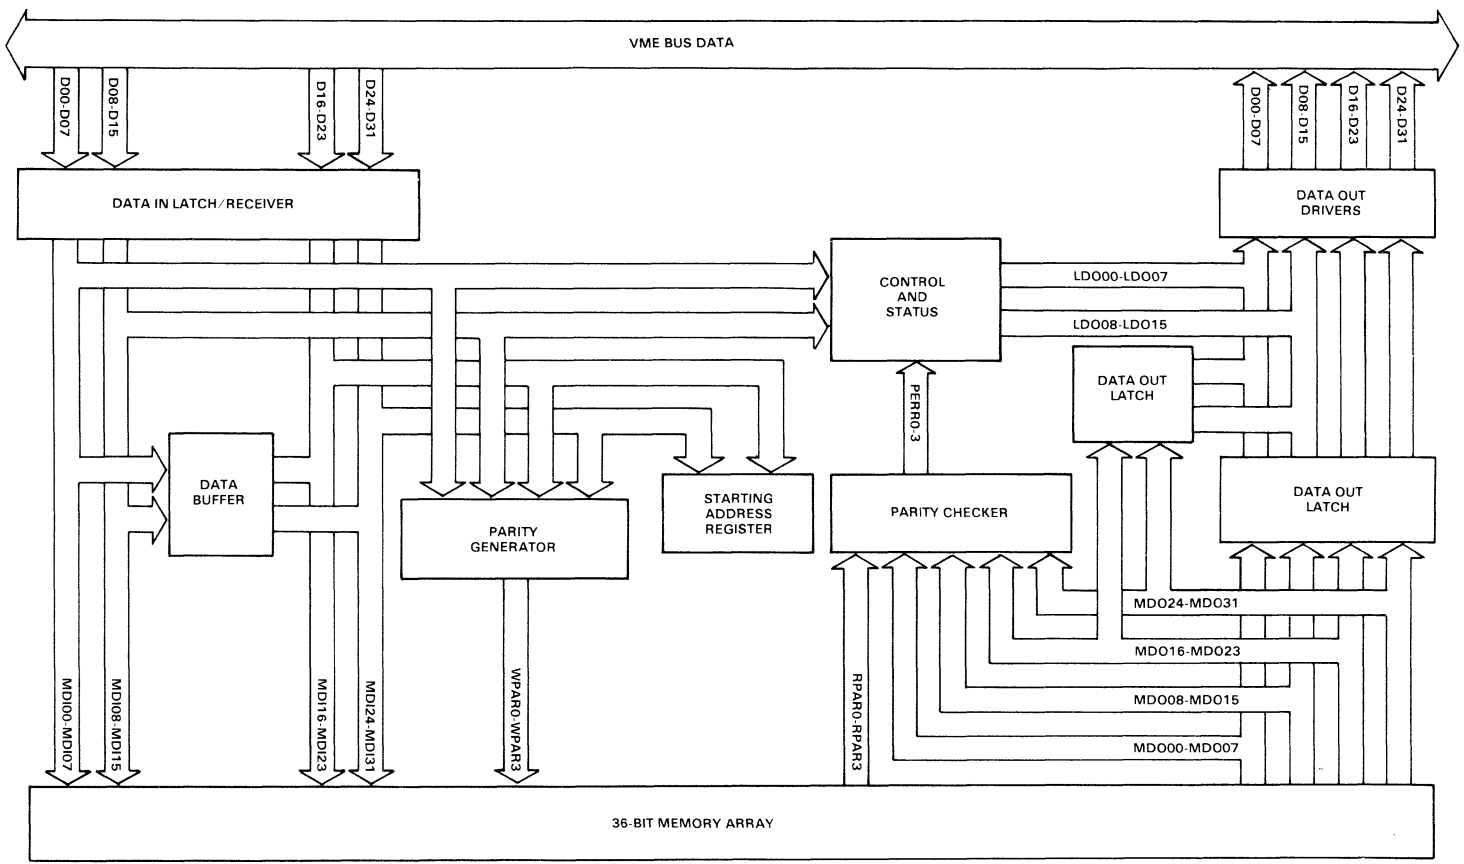 VME BUS DATA
D00-D07
D08-D15
D16-D23
D24-D31
D00-D07
D08-D15
D16-D23
D24-D31
DATA IN LATCH/RECEIVER
DATA OUT
DRIVERS
CONTROL
AND
STATUS
LDO00-LDO07
LDO08-LDO15
DATA OUT
LATCH
PERR0-3
DATA
BUFFER
PARITY
GENERATOR
STARTING
ADDRESS
REGISTER
PARITY CHECKER
DATA OUT
LATCH
MDO24-MDO31
MDO16-MDO23
MDO08-MDO15
MDO00-MDO07
MDI00-MDI07
MDI08-MDI15
MDI16-MDI23
MDI24-MDI31
WPAR0-WPAR3
RPAR0-RPAR3
36-BIT MEMORY ARRAY